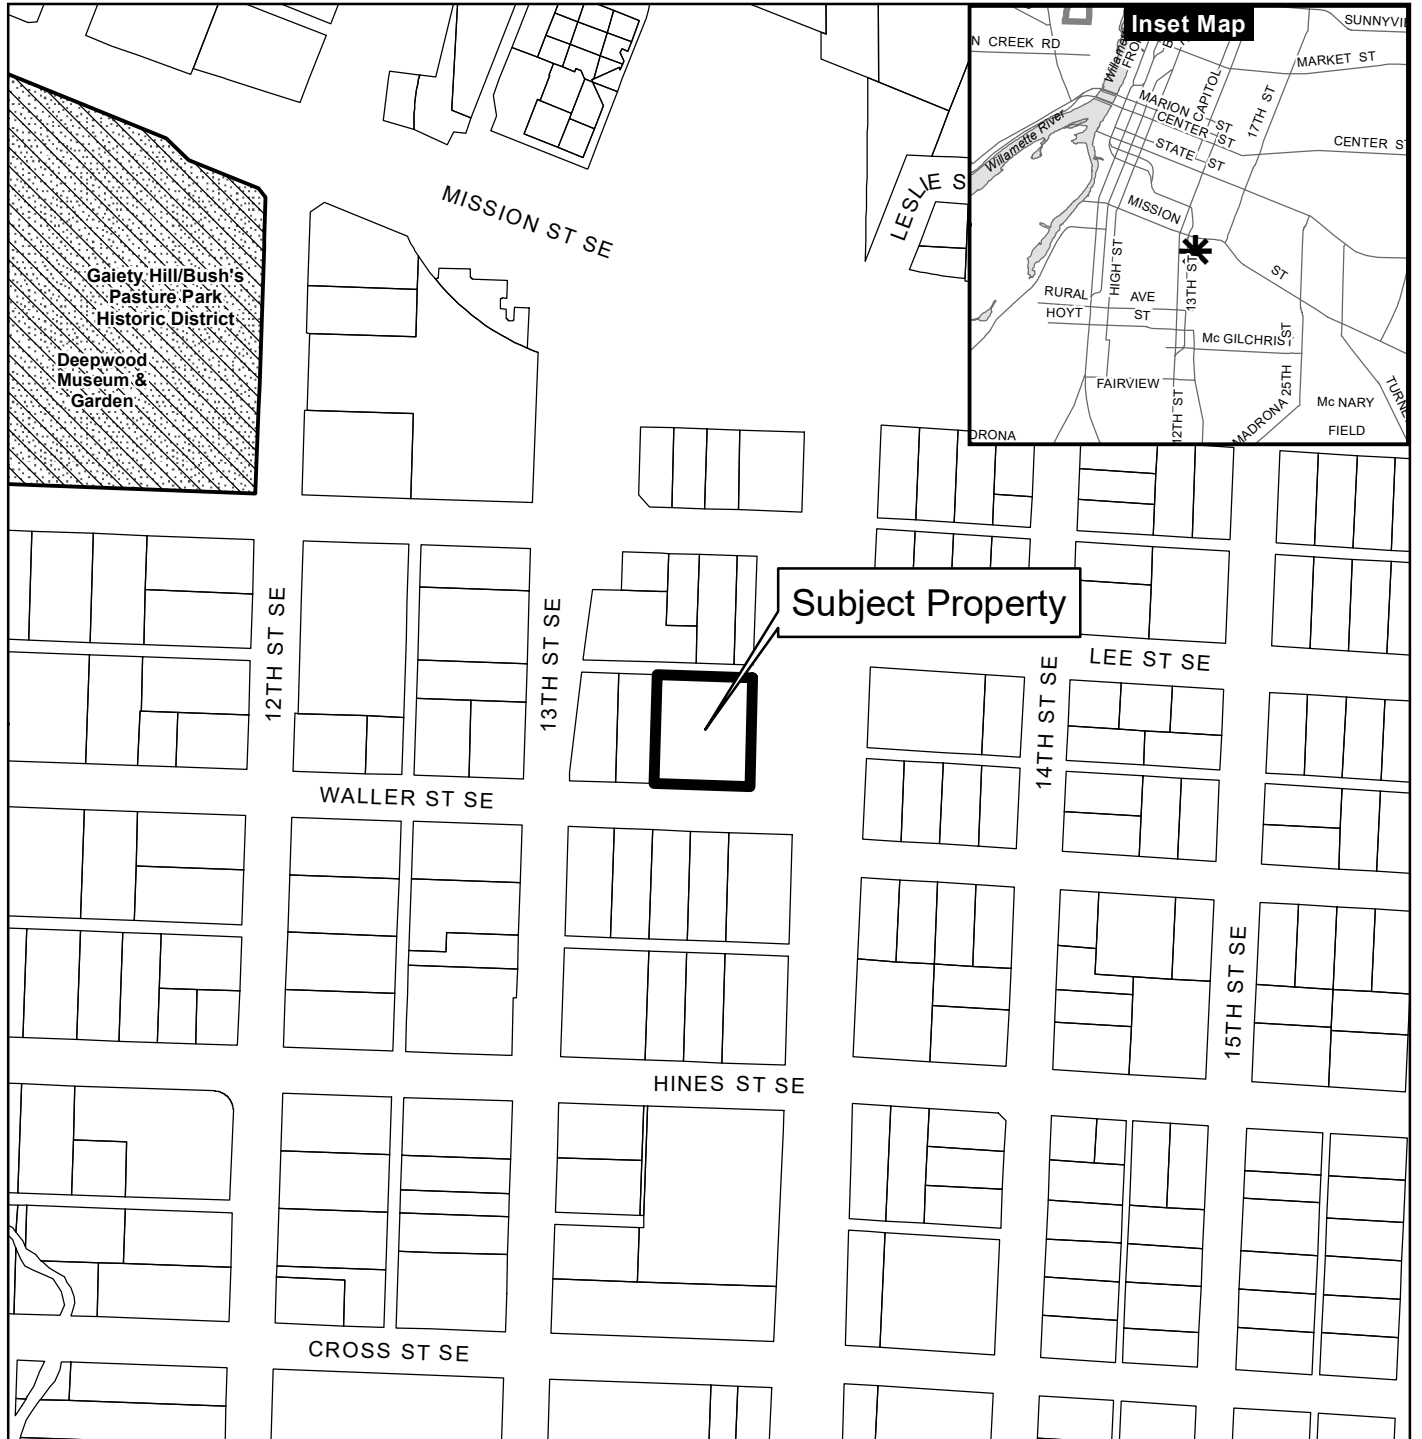 Inset Map
SUNNYVI
N CREEK RD
MARKET ST
Willamette River
MARION ST
CENTER ST
STATE ST
CAPITOL
17TH ST
CENTER S
MISSION
ST
HIGH ST
13TH ST
RURAL AVE
HOYT ST
Mc GILCHRIS
ST
25TH
FAIRVIEW
12TH ST
MADRONA
Mc NARY
FIELD
TURNE
DRONA
MISSION ST SE
LESLIE S
Gaiety Hill/Bush's
Pasture Park
Historic District
Deepwood
Museum &
Garden
Subject Property
12TH ST SE
13TH ST SE
LEE ST SE
14TH ST SE
WALLER ST SE
15TH ST SE
HINES ST SE
CROSS ST SE